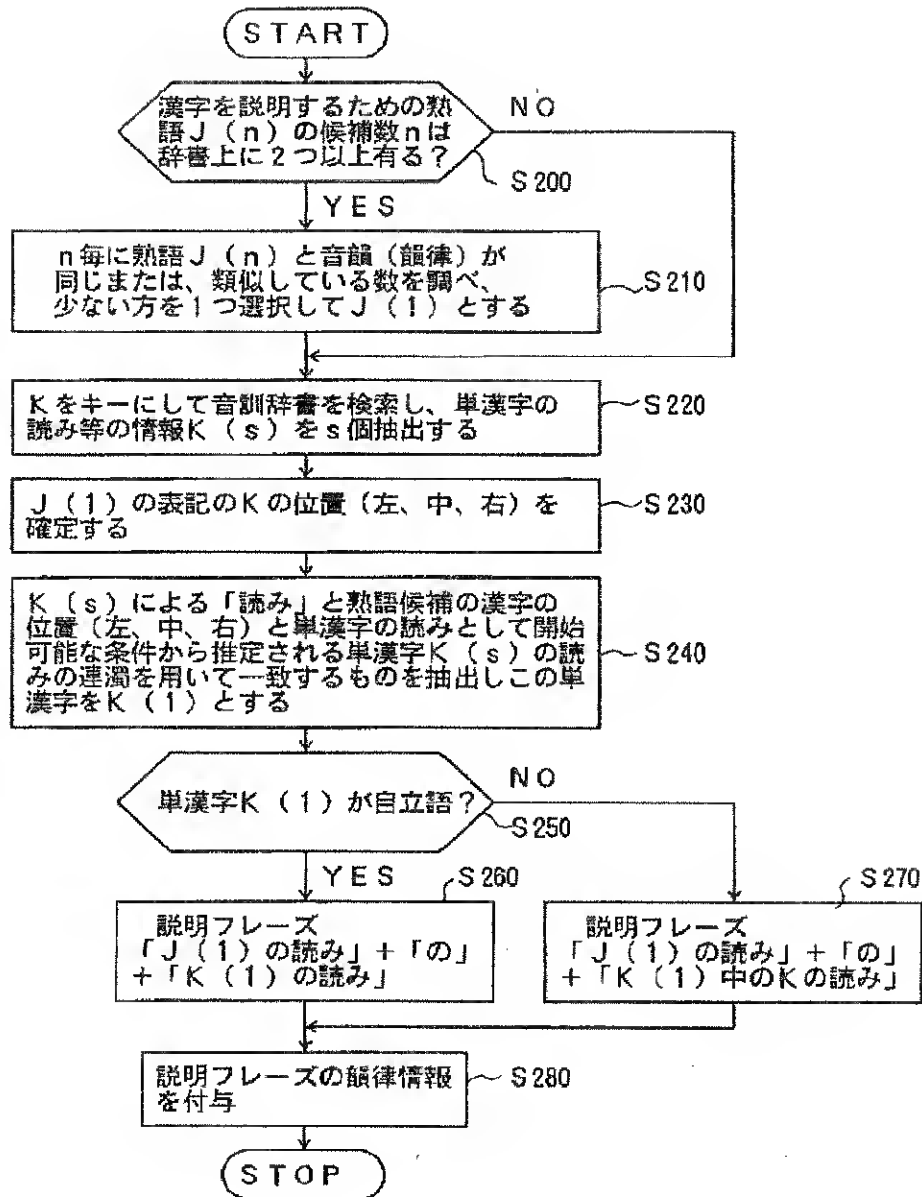 START
漢字を説明するための熟
語J(n)の候補数nは
辞書上に2つ以上有る?
NO
S200
YES
n毎に熟語J(n)と音韻(韻律)が
同じまたは、類似している数を調べ、
少ない方を1つ選択してJ(1)とする
S210
Kをキーにして音訓辞書を検索し、単漢字の
読み等の情報K(s)をs個抽出する
S220
J(1)の表記のKの位置(左、中、右)を
確定する
S230
K(s)による「読み」と熟語候補の漢字の
位置(左、中、右)と単漢字の読みとして開始
可能な条件から推定される単漢字K(s)の読
みの連濁を用いて一致するものを抽出しこの単
漢字をK(1)とする
S240
単漢字K(1)が自立語?
NO
S250
YES
S260
説明フレーズ
「J(1)の読み」+「の」
+「K(1)の読み」
S270
説明フレーズ
「J(1)の読み」+「の」
+「K(1)中のKの読み」
説明フレーズの韻律情報
を付与
S280
STOP